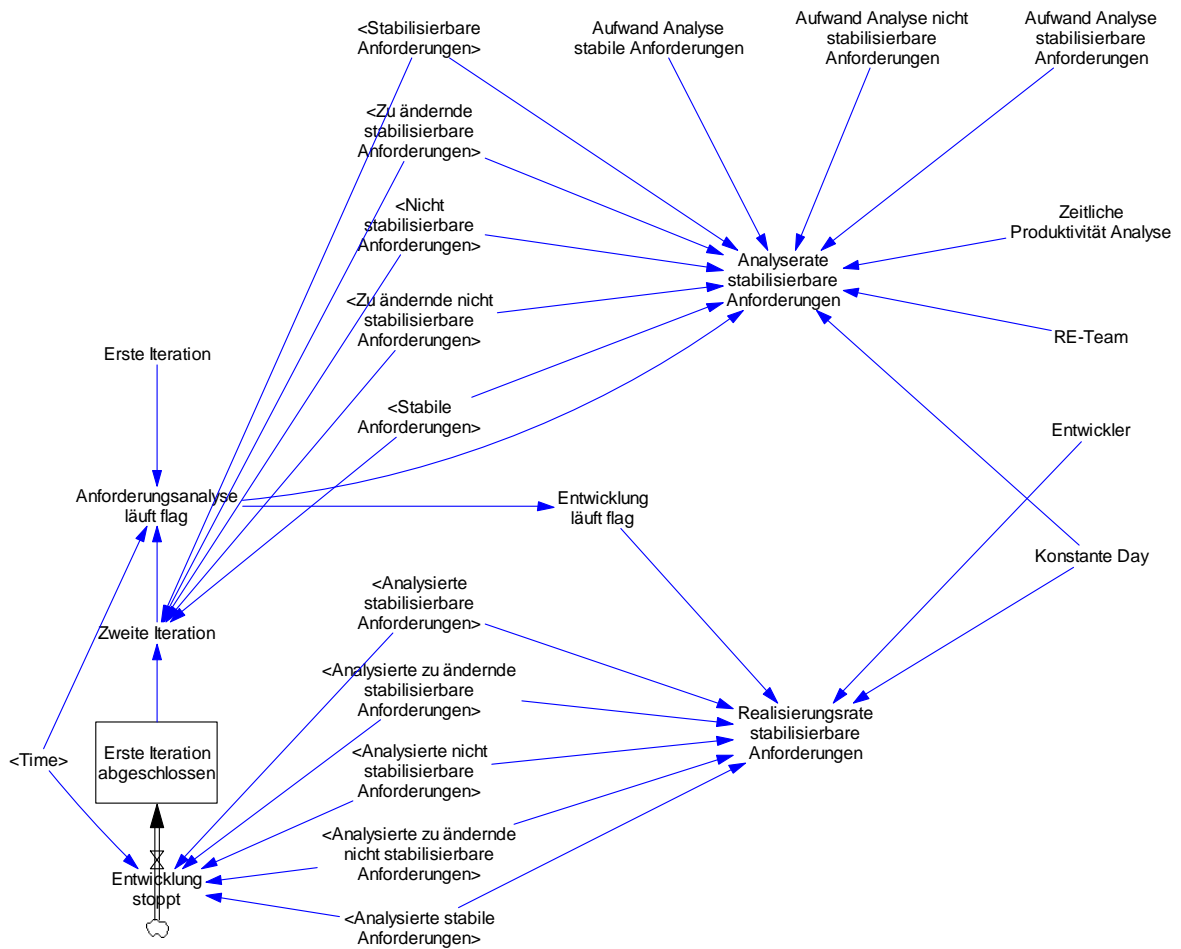 <Stabilisierbare
Anforderungen>
Aufwand Analyse
stabile Anforderungen
Aufwand Analyse nicht
stabilisierbare
Anforderungen
Aufwand Analyse
stabilisierbare
Anforderungen
<Zu ändernde
stabilisierbare
Anforderungen>
<Nicht
stabilisierbare
Anforderungen>
Zeitliche
Produktivität Analyse
Analyserate
stabilisierbare
Anforderungen
<Zu ändernde nicht
stabilisierbare
Anforderungen>
RE-Team
Erste Iteration
<Stabile
Anforderungen>
Entwickler
Anforderungsanalyse
läuft flag
Entwicklung
läuft flag
Konstante Day
<Analysierte
stabilisierbare
Anforderungen>
Zweite Iteration
<Analysierte zu ändernde
stabilisierbare
Anforderungen>
Realisierungsrate
stabilisierbare
Anforderungen
<Time>
Erste Iteration
abgeschlossen
<Analysierte nicht
stabilisierbare
Anforderungen>
<Analysierte zu ändernde
nicht stabilisierbare
Anforderungen>
Entwicklung
stoppt
<Analysierte stabile
Anforderungen>